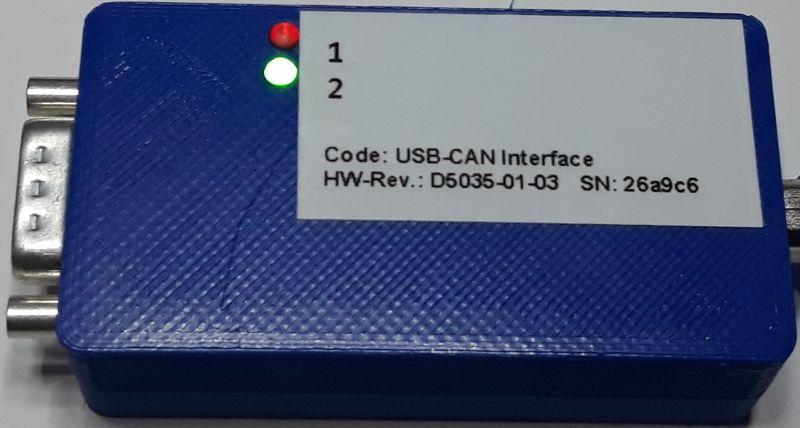 1
2
Code: USB-CAN Interface
HW-Rev.: D5035-01-03 SN: 26a9c6